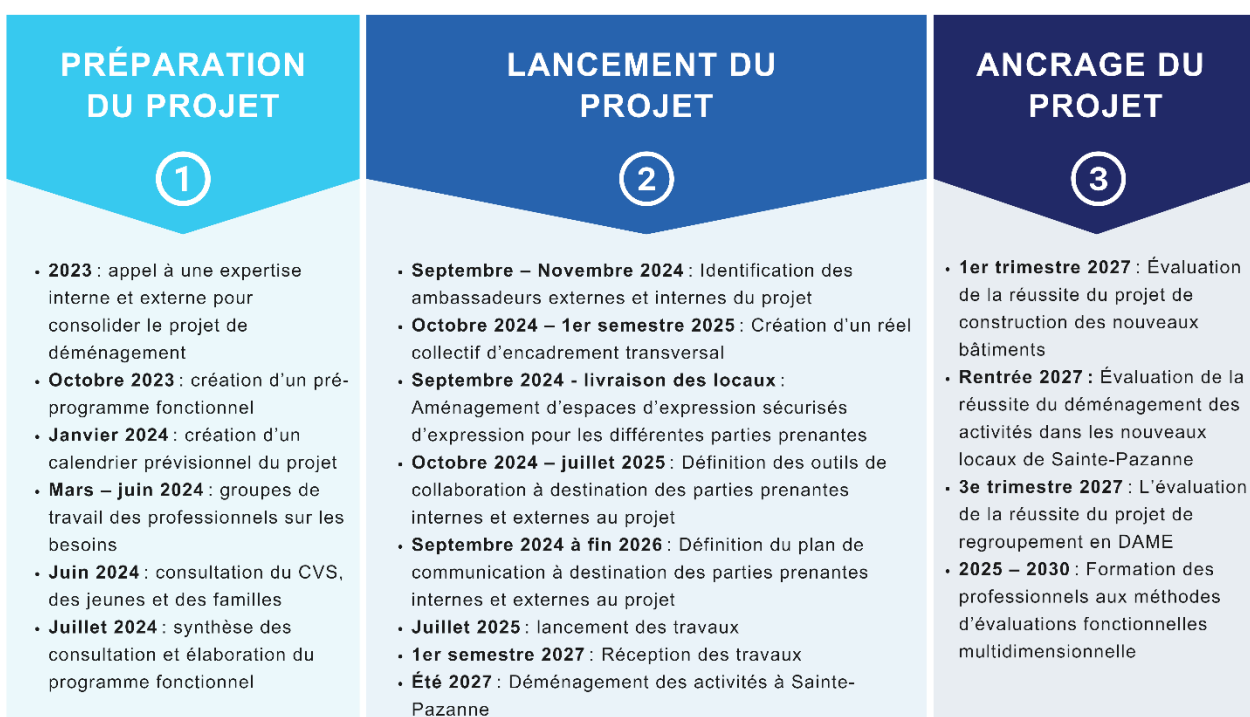 PRÉPARATION
DU PROJET
1
• 2023 : appel à une expertise
interne et externe pour
consolider le projet de
déménagement
• Octobre 2023 : création d’un pré-
programme fonctionnel
• Janvier 2024 : création d’un
calendrier prévisionnel du projet
• Mars – juin 2024 : groupes de
travail des professionnels sur les
besoins
• Juin 2024 : consultation du CVS,
des jeunes et des familles
• Juillet 2024 : synthèse des
consultation et élaboration du
programme fonctionnel
LANCEMENT DU
PROJET
2
• Septembre – Novembre 2024 : Identification des
ambassadeurs externes et internes du projet
• Octobre 2024 – 1er semestre 2025 : Création d’un réel
collectif d’encadrement transversal
• Septembre 2024 - livraison des locaux :
Aménagement d’espaces d’expression sécurisés
d’expression pour les différentes parties prenantes
• Octobre 2024 – juillet 2025 : Définition des outils de
collaboration à destination des parties prenantes
internes et externes au projet
• Septembre 2024 à fin 2026 : Définition du plan de
communication à destination des parties prenantes
internes et externes au projet
• Juillet 2025 : lancement des travaux
• 1er semestre 2027 : Réception des travaux
• Été 2027 : Déménagement des activités à Sainte-
Pazanne
ANCRAGE DU
PROJET
3
• 1er trimestre 2027 : Évaluation
de la réussite du projet de
construction des nouveaux
bâtiments
• Rentrée 2027 : Évaluation de la
réussite du déménagement des
activités dans les nouveaux
locaux de Sainte-Pazanne
• 3e trimestre 2027 : L’évaluation
de la réussite du projet de
regroupement en DAME
• 2025 – 2030 : Formation des
professionnels aux méthodes
d’évaluations fonctionnelles
multidimensionnelle